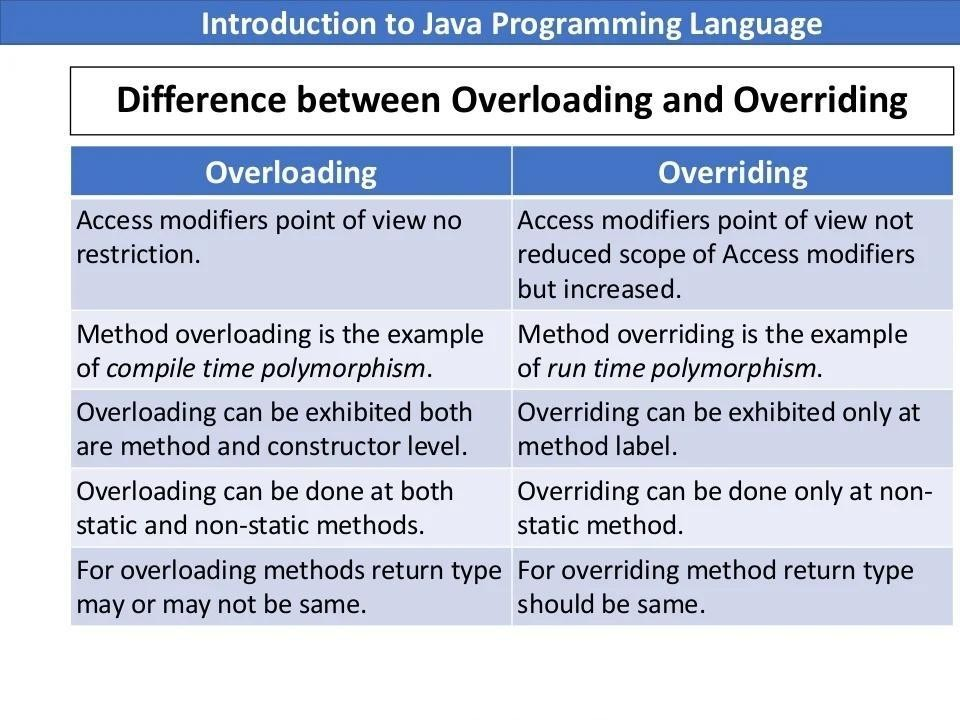 Introduction to Java Programming Language
Difference between Overloading and Overriding
Overloading
Overriding
Access modifiers point of view no
restriction.
Access modifiers point of view not
reduced scope of Access modifiers
but increased.
Method overloading is the example
of compile time polymorphism.
Method overriding is the example
of run time polymorphism.
Overloading can be exhibited both
are method and constructor level.
Overriding can be exhibited only at
method label.
Overloading can be done at both
static and non-static methods.
Overriding can be done only at non-
static method.
For overloading methods return type
may or may not be same.
For overriding method return type
should be same.